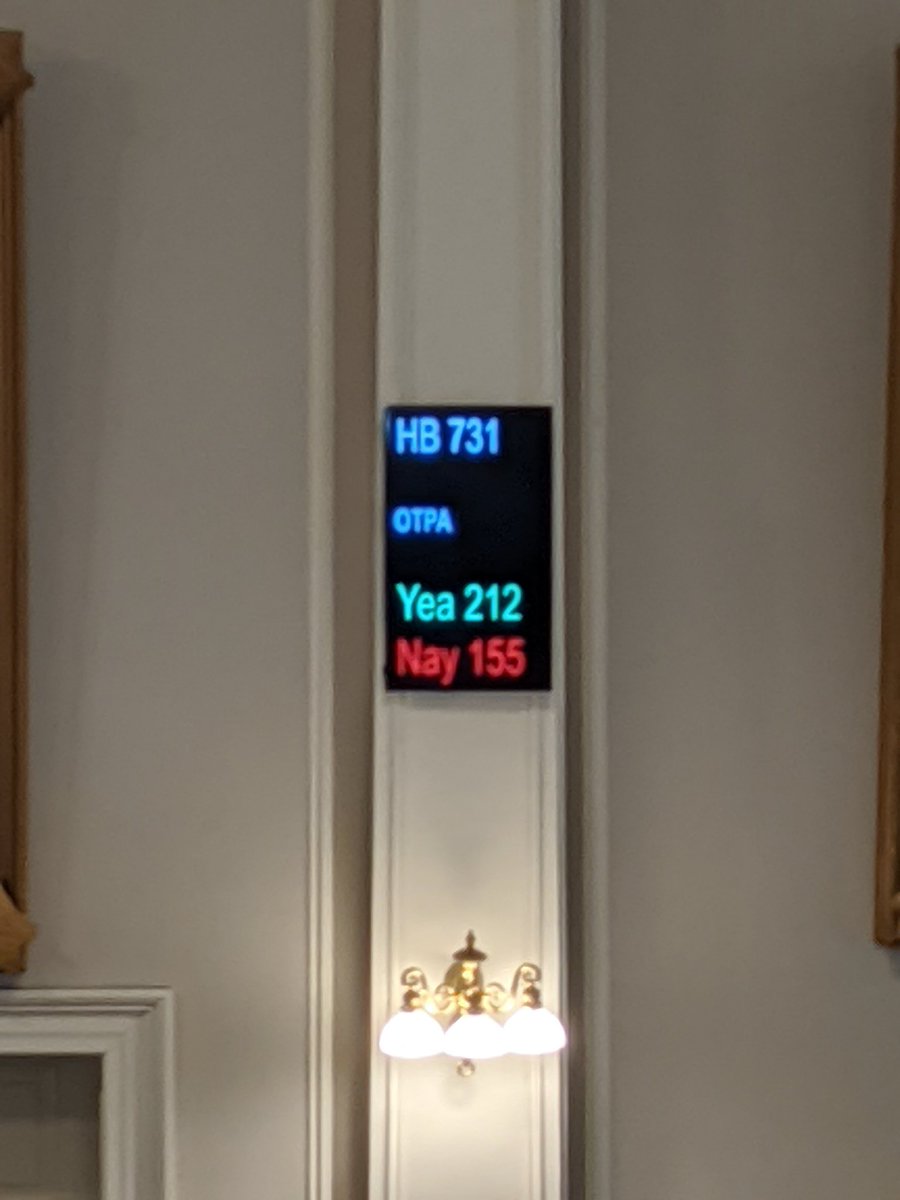 HB 731
OTPA
Yea 212
Nay 155